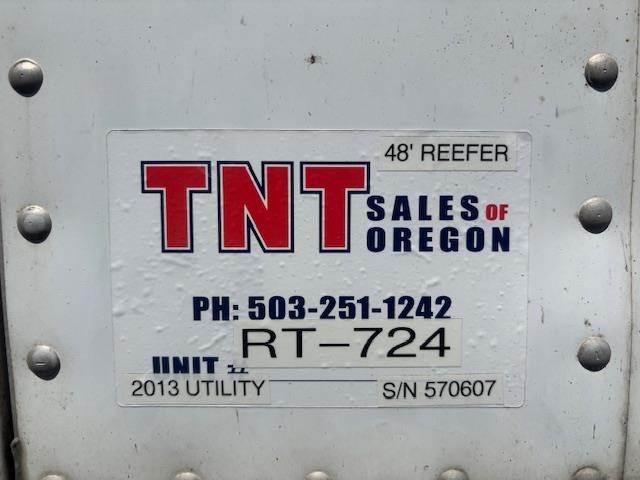 48' REEFER
TNT SALES OF
OREGON
PH: 503-251-1242
UNIT # RT-724
2013 UTILITY S/N 570607